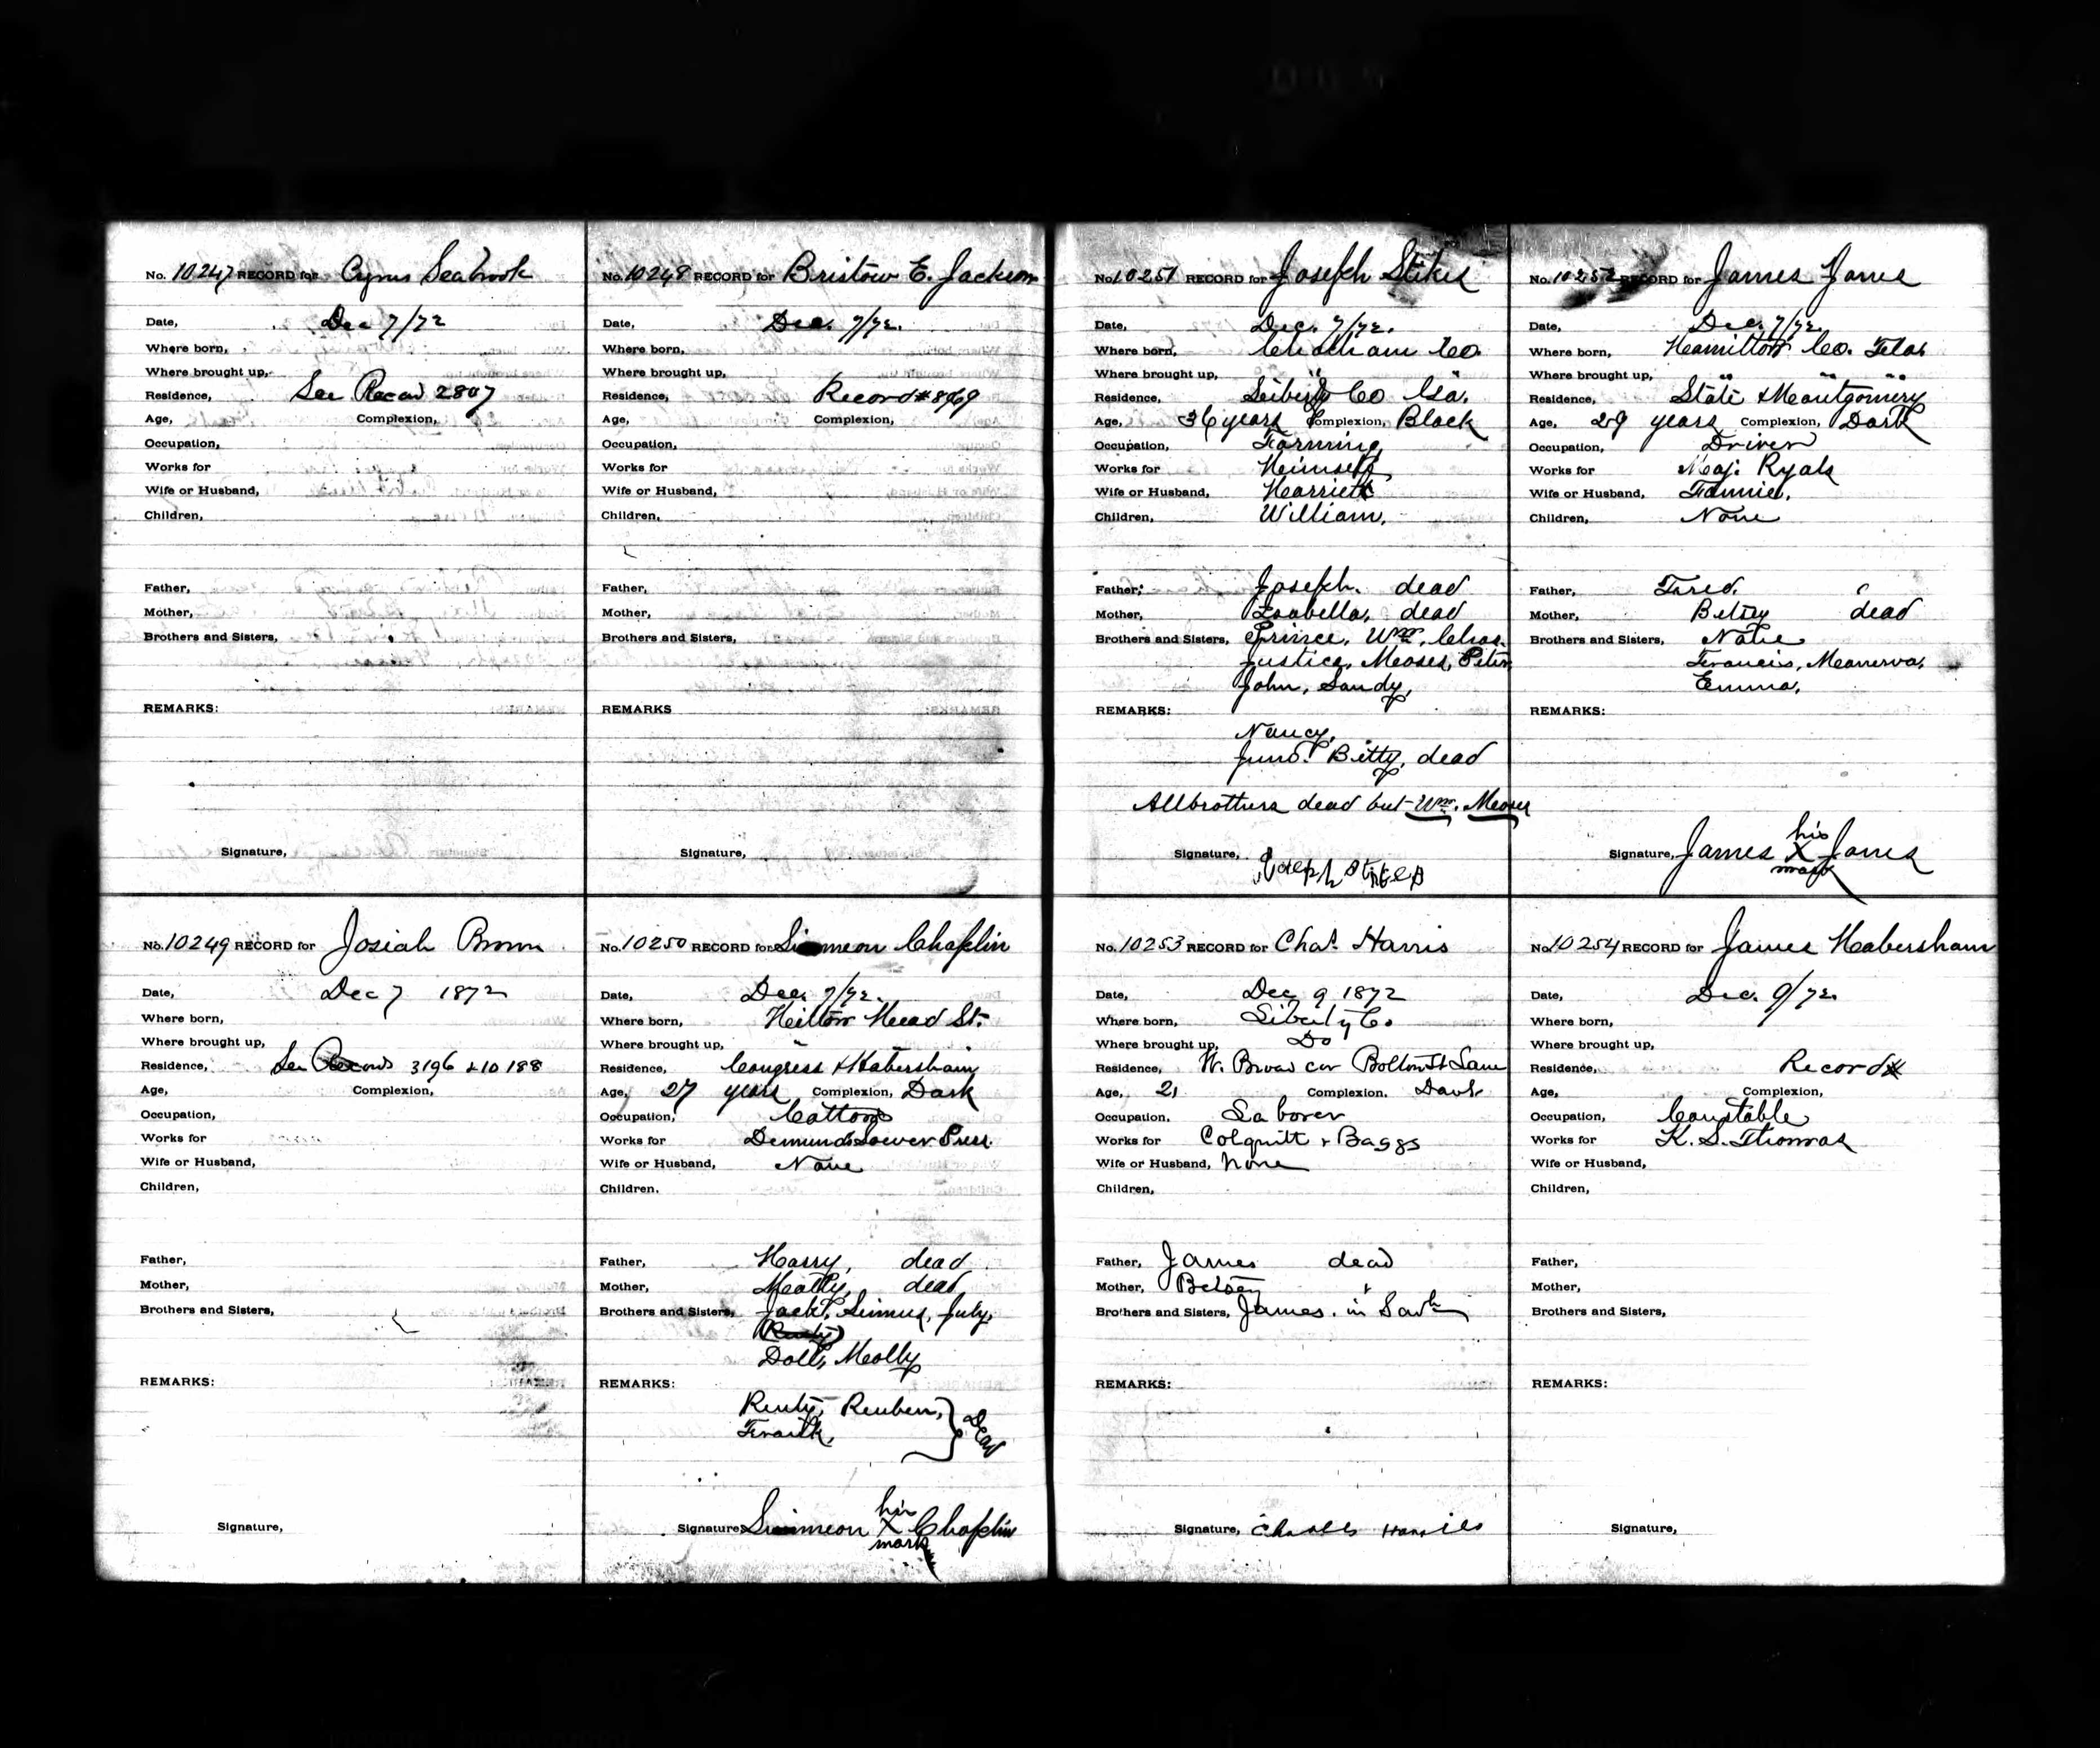 No. 10247 RECORD for Cyrus Seabrook
Date, Dec 7/72
Where born,
Where brought up,
Residence, See Record 2807
Age, Complexion,
Occupation,
Works for
Wife or Husband,
Children,
Father,
Mother,
Brothers and Sisters,
REMARKS:
Signature,
No. 10248 RECORD for Bristow E. Jackson
Date, Dec. 7/72.
Where born,
Where brought up,
Residence, Record # 8969
Age, Complexion,
Occupation,
Works for
Wife or Husband,
Children,
Father,
Mother,
Brothers and Sisters,
REMARKS
Signature,
No. 10249 RECORD for Josiah Brown
Date, Dec 7 1872
Where born,
Where brought up,
Residence, See Records 3196 & 10188
Age, Complexion,
Occupation,
Works for
Wife or Husband,
Children,
Father,
Mother,
Brothers and Sisters,
REMARKS:
Signature,
No. 10250 RECORD for Simmeon Chaplin
Date, Dec. 7/72.
Where born, Hilton Head St.
Where brought up,
Residence, Congress & Habersham
Age, 27 years Complexion, Dark
Occupation, Cotton
Works for Lower Press
Wife or Husband, None
Children.
Father, Harry, dead
Mother, Molly, dead
Brothers and Sisters, Jack, Simus, July,
Doll, Molly
REMARKS:
Renty, Reuben, } Dead
Frank,
his
Signature, Simmeon X Chaplin
mark
No. 10251 RECORD for Joseph Stiles
Date, Dec. 7/72.
Where born, Chatham Co.
Where brought up, " "
Residence, Liberty Co Ga.
Age, 36 years Complexion, Black
Occupation, Farming
Works for Himself
Wife or Husband, Harriett
Children, William,
Father, Joseph. dead
Mother, Isabella, dead
Brothers and Sisters, Prince, Wm, Chas.
Justice, Moses, Peter
John, Sandy,
REMARKS:
Nancy,
Betty, dead
All brothers dead but Wm. Moses
Signature, Joseph Stiles
No. 10252 RECORD for James Jones
Date, Dec. 7/72.
Where born, Hamilton Co. Fla.
Where brought up, " " "
Residence, State & Montgomery
Age, 29 years Complexion, Dark
Occupation, Driver
Works for Maj. Ryals
Wife or Husband, Fannie,
Children, None
Father, Fred.
Mother, Betsy dead
Brothers and Sisters, Natie
Francis, Manerva,
Emma,
REMARKS:
his
Signature, James X Jones
mark
No. 10253 RECORD for Chas. Harris
Date, Dec 9 1872
Where born, Liberty Co
Where brought up, Do
Residence, W. Broad cor Bolton St Lane
Age, 21 Complexion. Dark
Occupation. Laborer
Works for Colquitt & Baggs
Wife or Husband, none
Children,
Father, James dead
Mother, Betsey
Brothers and Sisters, James. in Savh
REMARKS:
Signature, Charles Harries
No. 10254 RECORD for James Habersham
Date, Dec. 9/72.
Where born,
Where brought up,
Residence, Record #
Age, Complexion,
Occupation, Constable
Works for K. S. Thomas
Wife or Husband,
Children,
Father,
Mother,
Brothers and Sisters,
REMARKS:
Signature,